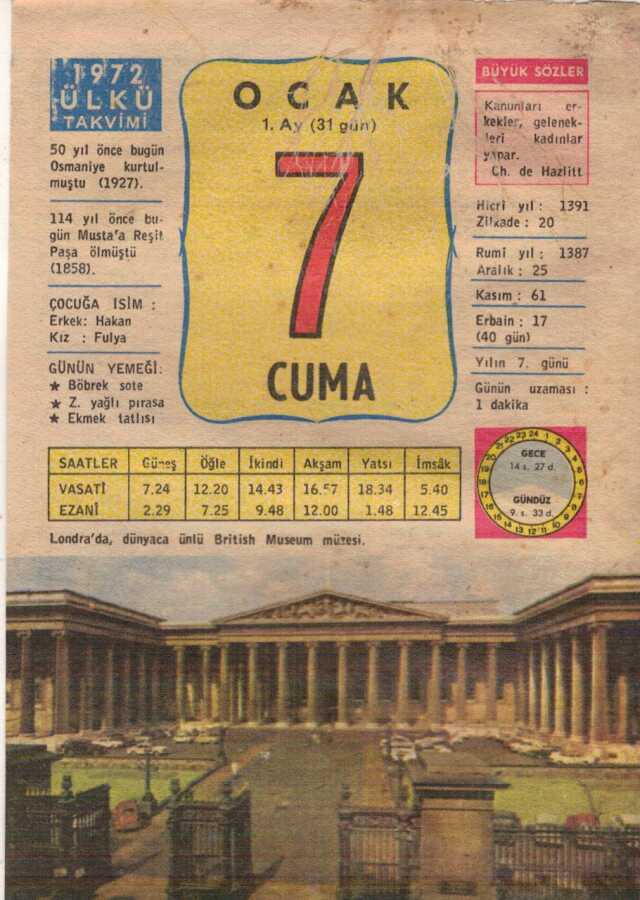 1972
ÜLKÜ
TAKVİMİ
50 yıl önce bugün
Osmaniye kurtul-
muştu (1927).
114 yıl önce bu-
gün Musta'a Reşit
Paşa ölmüştü
(1858).
ÇOCUĞA ISİM :
Erkek: Hakan
Kız : Fulya
GÜNÜN YEMEĞİ:
★ Böbrek sote
★ Z. yağlı pırasa
★ Ekmek tatlısı
OCAK
1. Ay (31 gün)
7
CUMA
BÜYÜK SÖZLER
Kanunları er-
kekler, gelenek-
leri kadınlar
yapar.
Ch. de Hazlitt
Hicri yıl : 1391
Zilkade : 20
Rumi yıl : 1387
Aralık : 25
Kasım : 61
Erbain : 17
(40 gün)
Yılın 7. günü
Günün uzaması :
1 dakika
GECE
14 s. 27 d.
GÜNDÜZ
9 s. 33 d.
SAATLER Güneş Öğle İkindi Akşam Yatsı İmsâk
VASATİ 7.24 12.20 14.43 16.57 18.34 5.40
EZANİ 2.29 7.25 9.48 12.00 1.48 12.45
Londra'da, dünyaca ünlü British Museum müzesi.